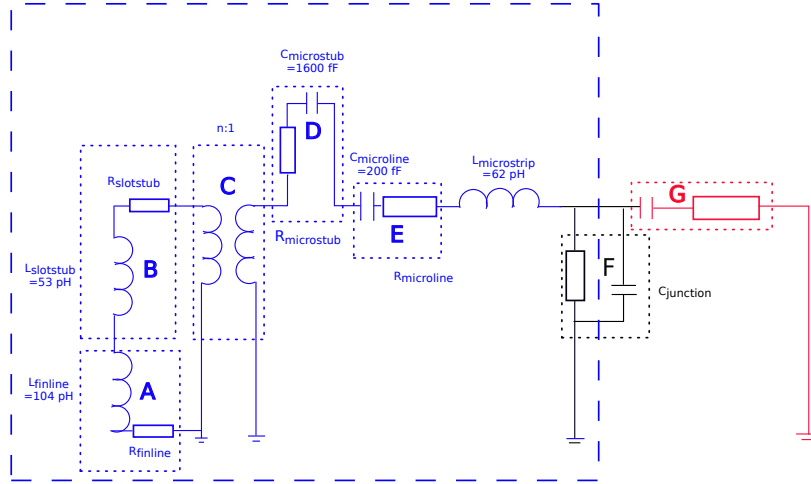 Cmicrostub
=1600 fF
D
n:1
Cmicroline
=200 fF
Lmicrostrip
=62 pH
Rslotstub
C
G
Rmicrostub
E
Lslotstub
=53 pH
B
Rmicroline
F
Cjunction
Lfinline
=104 pH
A
Rfinline